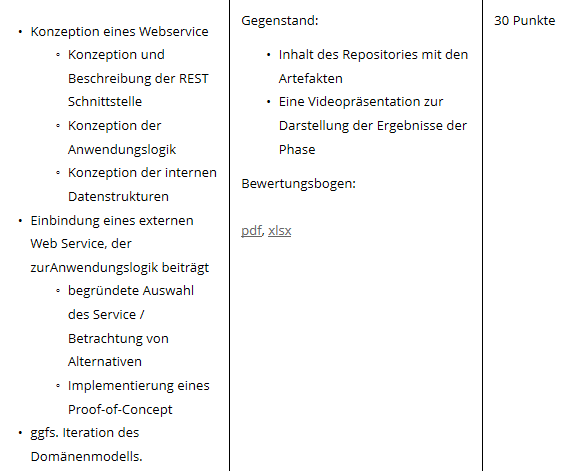 • Konzeption eines Webservice
◦ Konzeption und
Beschreibung der REST
Schnittstelle
◦ Konzeption der
Anwendungslogik
◦ Konzeption der internen
Datenstrukturen
• Einbindung eines externen
Web Service, der
zurAnwendungslogik beiträgt
◦ begründete Auswahl
des Service /
Betrachtung von
Alternativen
◦ Implementierung eines
Proof-of-Concept
• ggfs. Iteration des
Domänenmodells.
Gegenstand:
• Inhalt des Repositories mit den
Artefakten
• Eine Videopräsentation zur
Darstellung der Ergebnisse der
Phase
Bewertungsbogen:
pdf, xlsx
30 Punkte